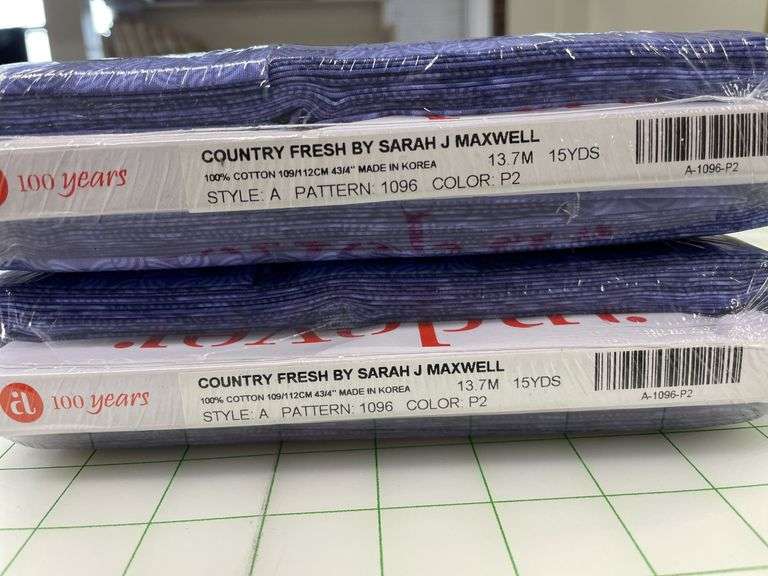 100 years
COUNTRY FRESH BY SARAH J MAXWELL
100% COTTON 109/112CM 43/4" MADE IN KOREA 13.7M 15YDS
STYLE: A PATTERN: 1096 COLOR: P2
A-1096-P2
a 100 years
COUNTRY FRESH BY SARAH J MAXWELL
100% COTTON 109/112CM 43/4" MADE IN KOREA 13.7M 15YDS
STYLE: A PATTERN: 1096 COLOR: P2
A-1096-P2